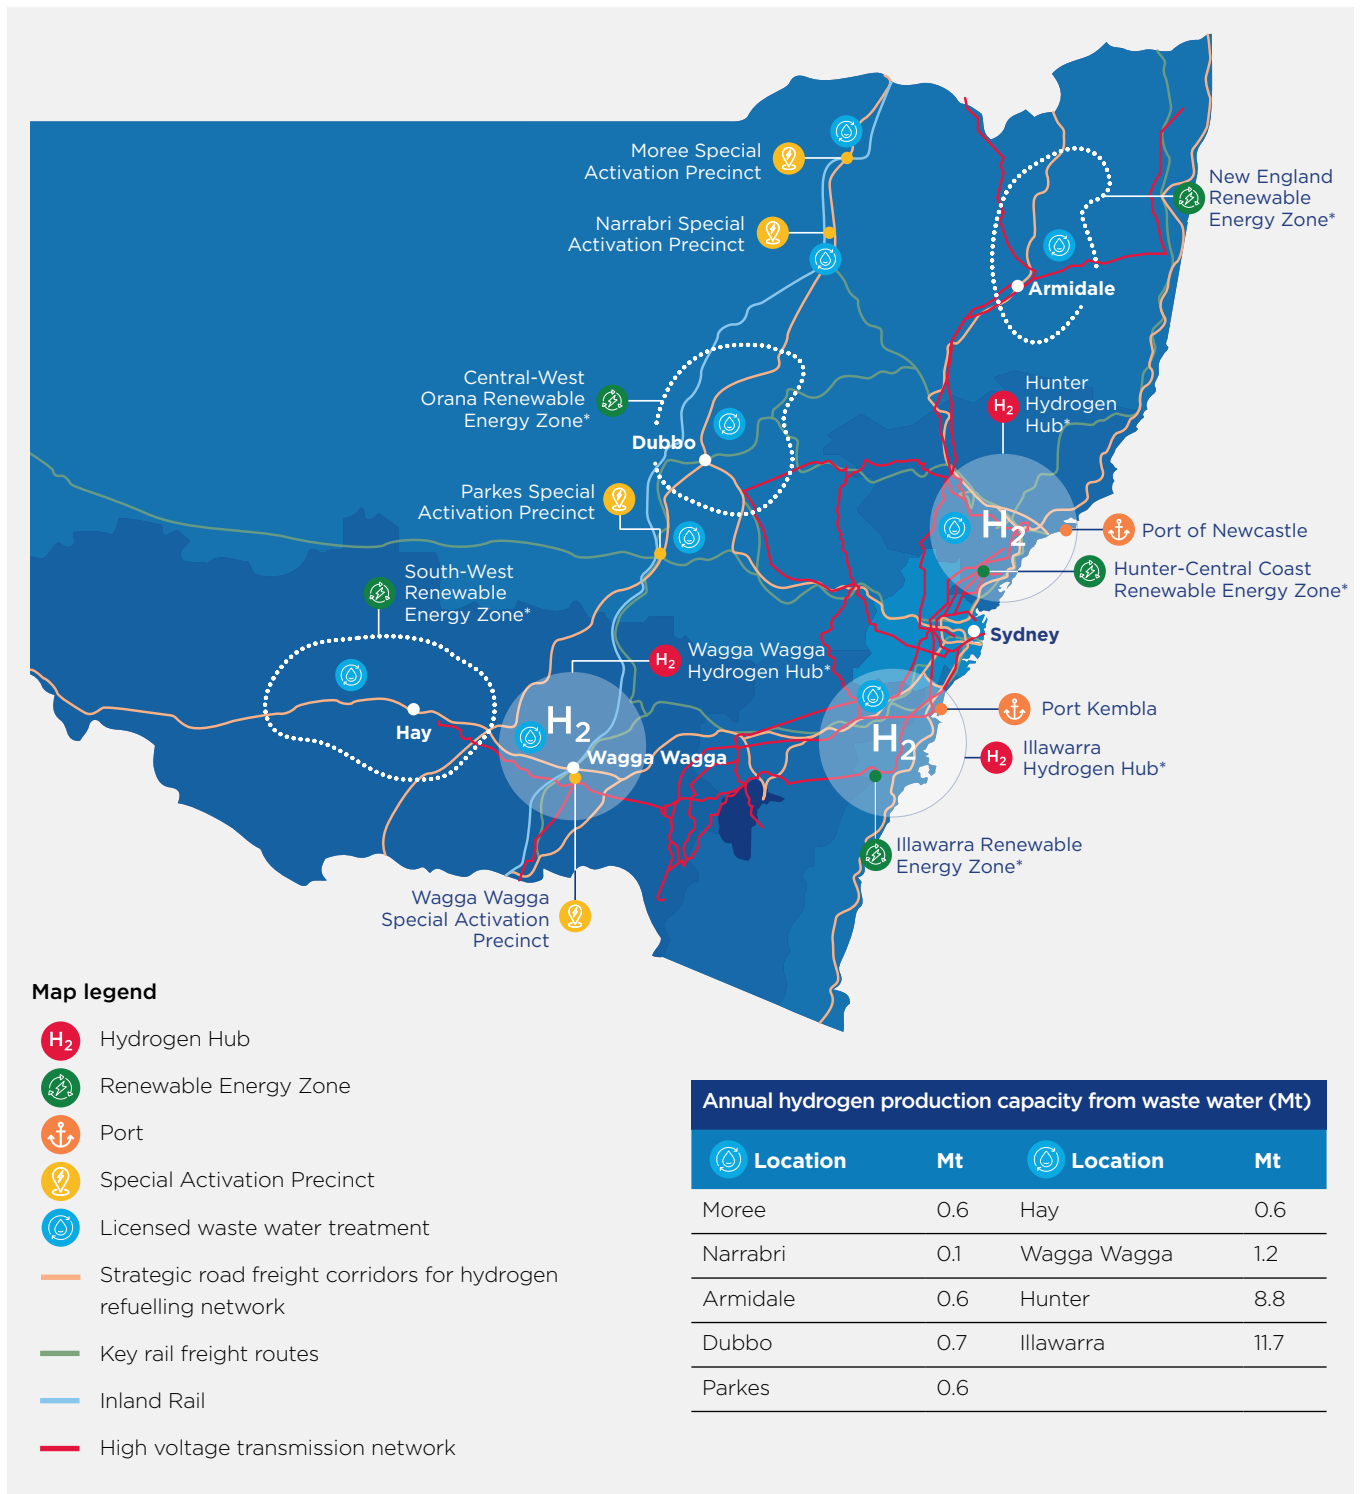 Moree Special
Activation Precinct
Narrabri Special
Activation Precinct
New England
Renewable
Energy Zone*
Armidale
Central-West
Orana Renewable
Energy Zone*
Hunter
Hydrogen
Hub*
H2
Dubbo
Parkes Special
Activation Precinct
H2
Port of Newcastle
South-West
Renewable
Energy Zone*
Hunter-Central Coast
Renewable Energy Zone*
Sydney
Wagga Wagga
Hydrogen Hub*
H2
Port Kembla
Hay
H2
H2
Illawarra
Hydrogen Hub*
H2
Wagga Wagga
Illawarra Renewable
Energy Zone*
Wagga Wagga
Special Activation
Precinct
Map legend
H2 Hydrogen Hub
Renewable Energy Zone
Port
Special Activation Precinct
Licensed waste water treatment
Strategic road freight corridors for hydrogen
refuelling network
Key rail freight routes
Inland Rail
High voltage transmission network
Annual hydrogen production capacity from waste water (Mt)
Location Mt Location Mt
Moree 0.6 Hay 0.6
Narrabri 0.1 Wagga Wagga 1.2
Armidale 0.6 Hunter 8.8
Dubbo 0.7 Illawarra 11.7
Parkes 0.6